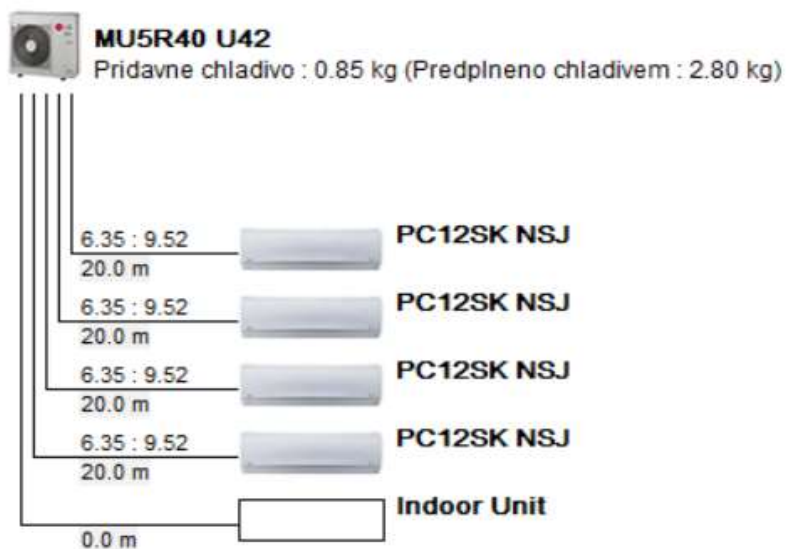 MU5R40 U42
Pridavne chladivo : 0.85 kg (Predplneno chladivem : 2.80 kg)
6.35 : 9.52
PC12SK NSJ
20.0 m
6.35 : 9.52
PC12SK NSJ
20.0 m
6.35 : 9.52
PC12SK NSJ
20.0 m
6.35 : 9.52
PC12SK NSJ
20.0 m
Indoor Unit
0.0 m